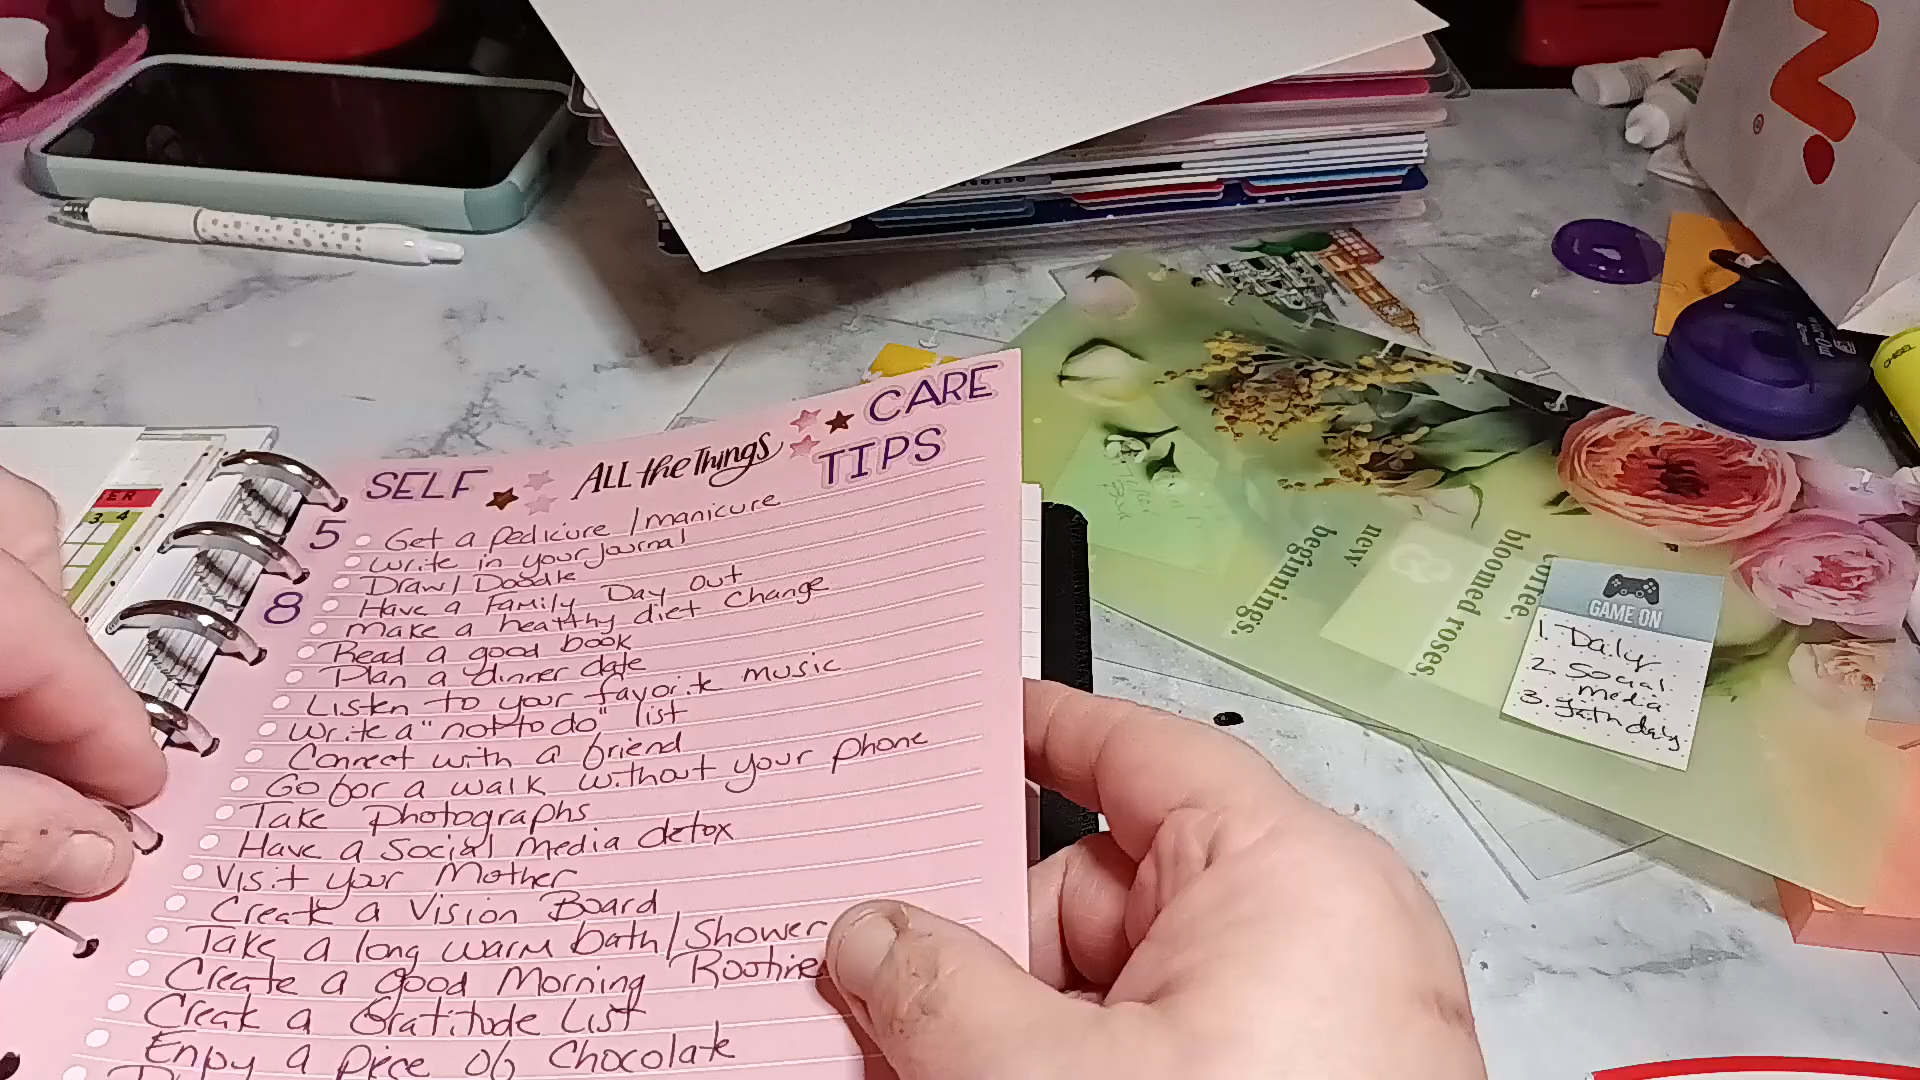 SELF ALL the Things CARE TIPS
5
8
Get a pedicure / manicure
Write in your Journal
Draw / Doodle
Have a Family Day out
Make a healthy diet change
Read a good book
Plan a dinner date
Listen to your favorite music
Write a "not to do" list
Connect with a friend
Go for a walk without your phone
Take Photographs
Have a Social Media detox
Visit your Mother
Create a Vision Board
Take a long warm bath/Shower
Create a good Morning Routine
Create a Gratitude List
Enjoy a piece of Chocolate
ER
3 4
coffee,
bloomed roses,
new
beginnings.
GAME ON
1. Daily
2. Social
media